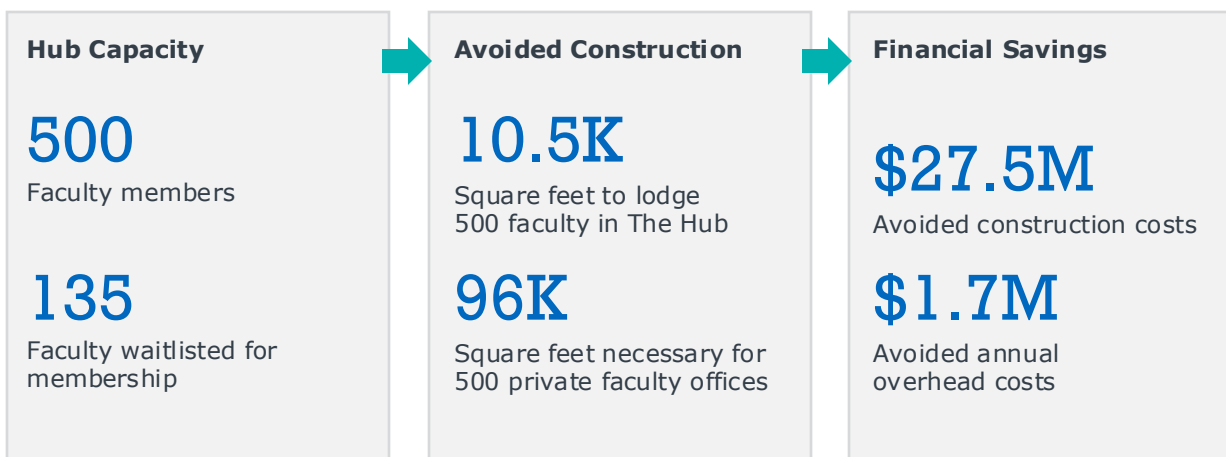 Hub Capacity
500
Faculty members
135
Faculty waitlisted for
membership
Avoided Construction
10.5K
Square feet to lodge
500 faculty in The Hub
96K
Square feet necessary for
500 private faculty offices
Financial Savings
$27.5M
Avoided construction costs
$1.7M
Avoided annual
overhead costs